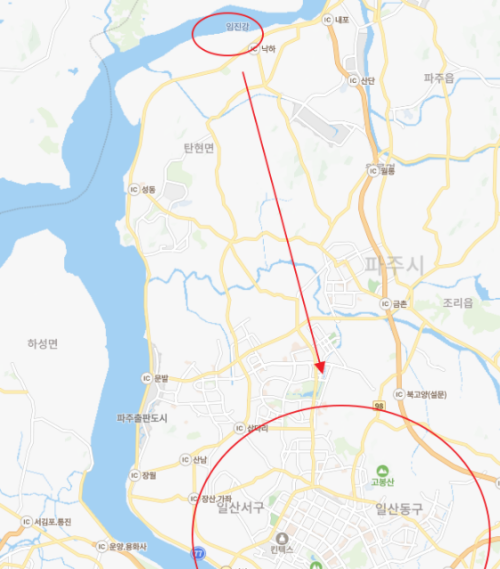 임진강
IC 내포
IC 낙하
IC 산단
파주읍
탄현면
IC 월롱
IC 성동
파주시
IC 금촌
조리읍
하성면
IC 문발
IC 북고양(설문)
98
파주출판도시
IC
IC 산남
IC 장월
고봉산
IC 장산,가좌
일산서구
일산동구
IC 서김포,통진
킨텍스
IC 운양,용화사
77